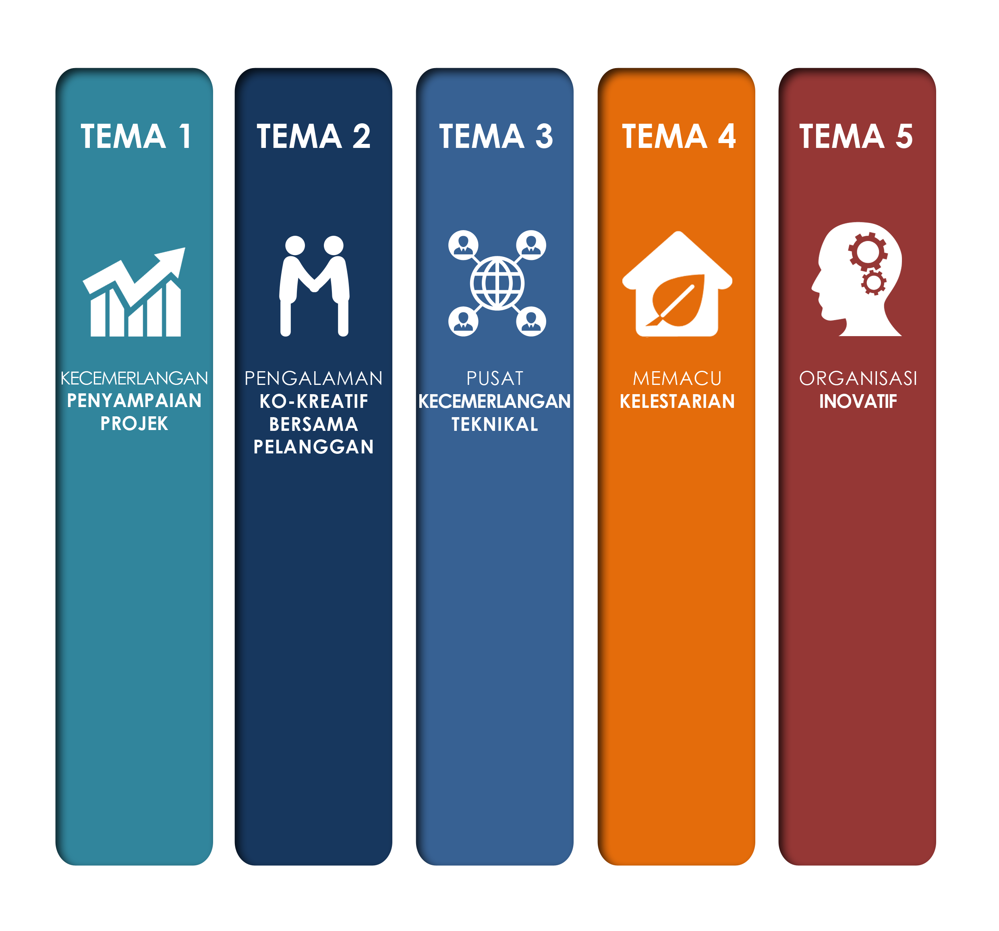 TEMA 1
KECEMERLANGAN
PENYAMPAIAN
PROJEK
TEMA 2
PENGALAMAN
KO-KREATIF
BERSAMA
PELANGGAN
TEMA 3
PUSAT
KECEMERLANGAN
TEKNIKAL
TEMA 4
MEMACU
KELESTARIAN
TEMA 5
ORGANISASI
INOVATIF